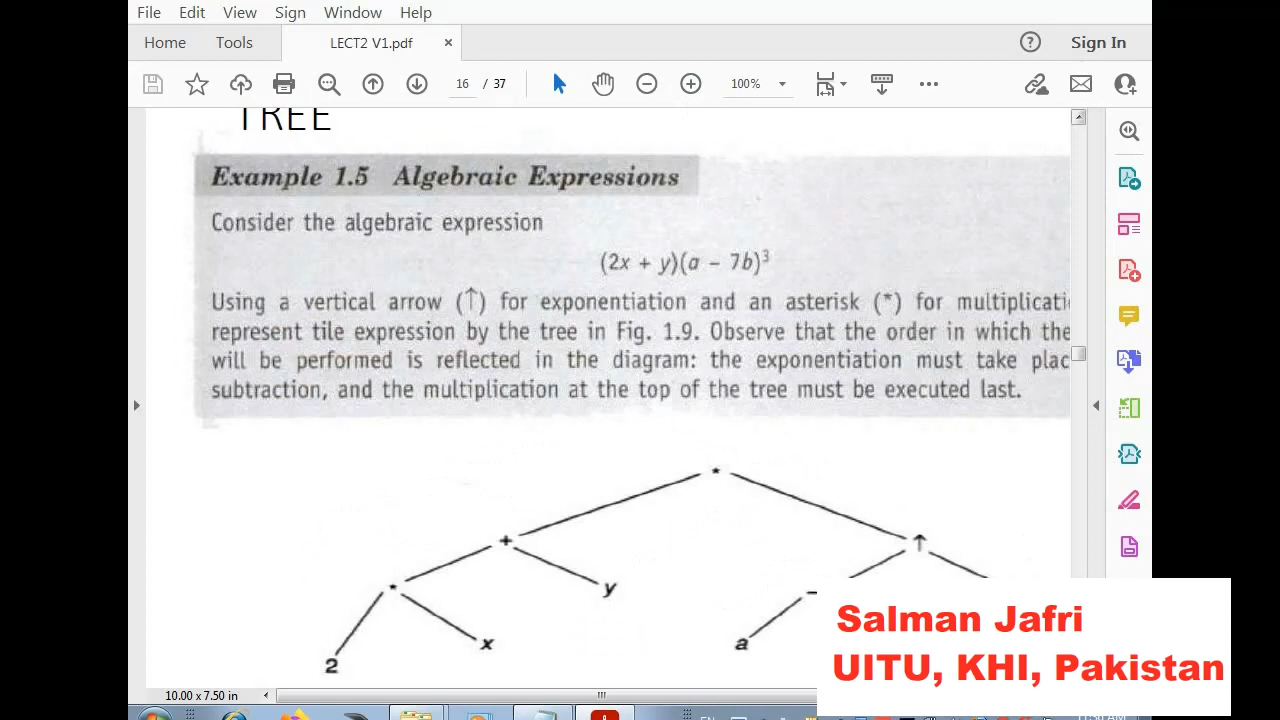 File Edit View Sign Window Help
Home Tools LECT2 V1.pdf × Sign In
16 / 37 100%
TREE
Example 1.5 Algebraic Expressions
Consider the algebraic expression
(2x + y)(a – 7b)³
Using a vertical arrow (↑) for exponentiation and an asterisk (*) for multiplicati
represent tile expression by the tree in Fig. 1.9. Observe that the order in which the
will be performed is reflected in the diagram: the exponentiation must take plac
subtraction, and the multiplication at the top of the tree must be executed last.
*
+ ↑
* y –
2 x a
Salman Jafri
UITU, KHI, Pakistan
10.00 x 7.50 in
EN